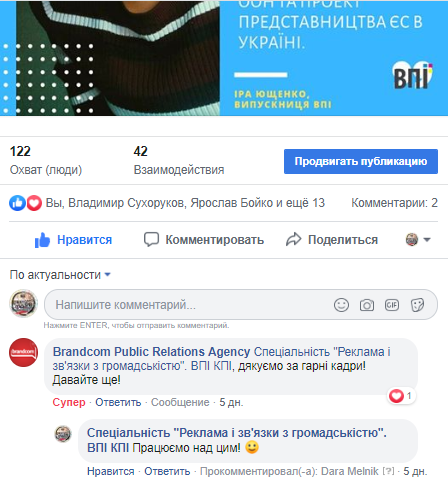 ООН ТА ПРОЕКТ
ПРЕДСТАВНИЦТВА ЄС В
УКРАЇНІ.
ВПІ
ІРА ЮЩЕНКО,
ВИПУСКНИЦЯ ВПІ
122
42
Охват (люди)
Взаимодействия
Продвигать публикацию
Вы, Владимир Сухоруков, Ярослав Бойко и ещё 13
Комментарии: 2
Нравится
Комментировать
Поделиться
По актуальности
Напишите комментарий...
GIF
Нажмите ENTER, чтобы отправить комментарий.
brandcom
Brandcom Public Relations Agency Спеціальність "Реклама і
зв'язки з громадськістю". ВПІ КПІ, дякуємо за гарні кадри!
Давайте ще!
1
Супер · Ответить · Сообщение · 5 дн.
Спеціальність "Реклама і зв'язки з громадськістю".
ВПІ КПІ Працюємо над цим!
Нравится · Ответить · Прокомментировал(-а): Dara Melnik [?] · 5 дн.